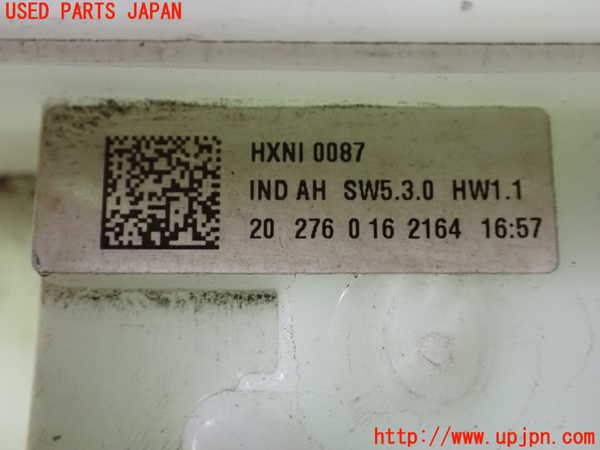 USED PARTS JAPAN
HXNI 0087
IND AH SW5.3.0 HW1.1
20 276 0 16 2164 16:57
http://www.upjpn.com/